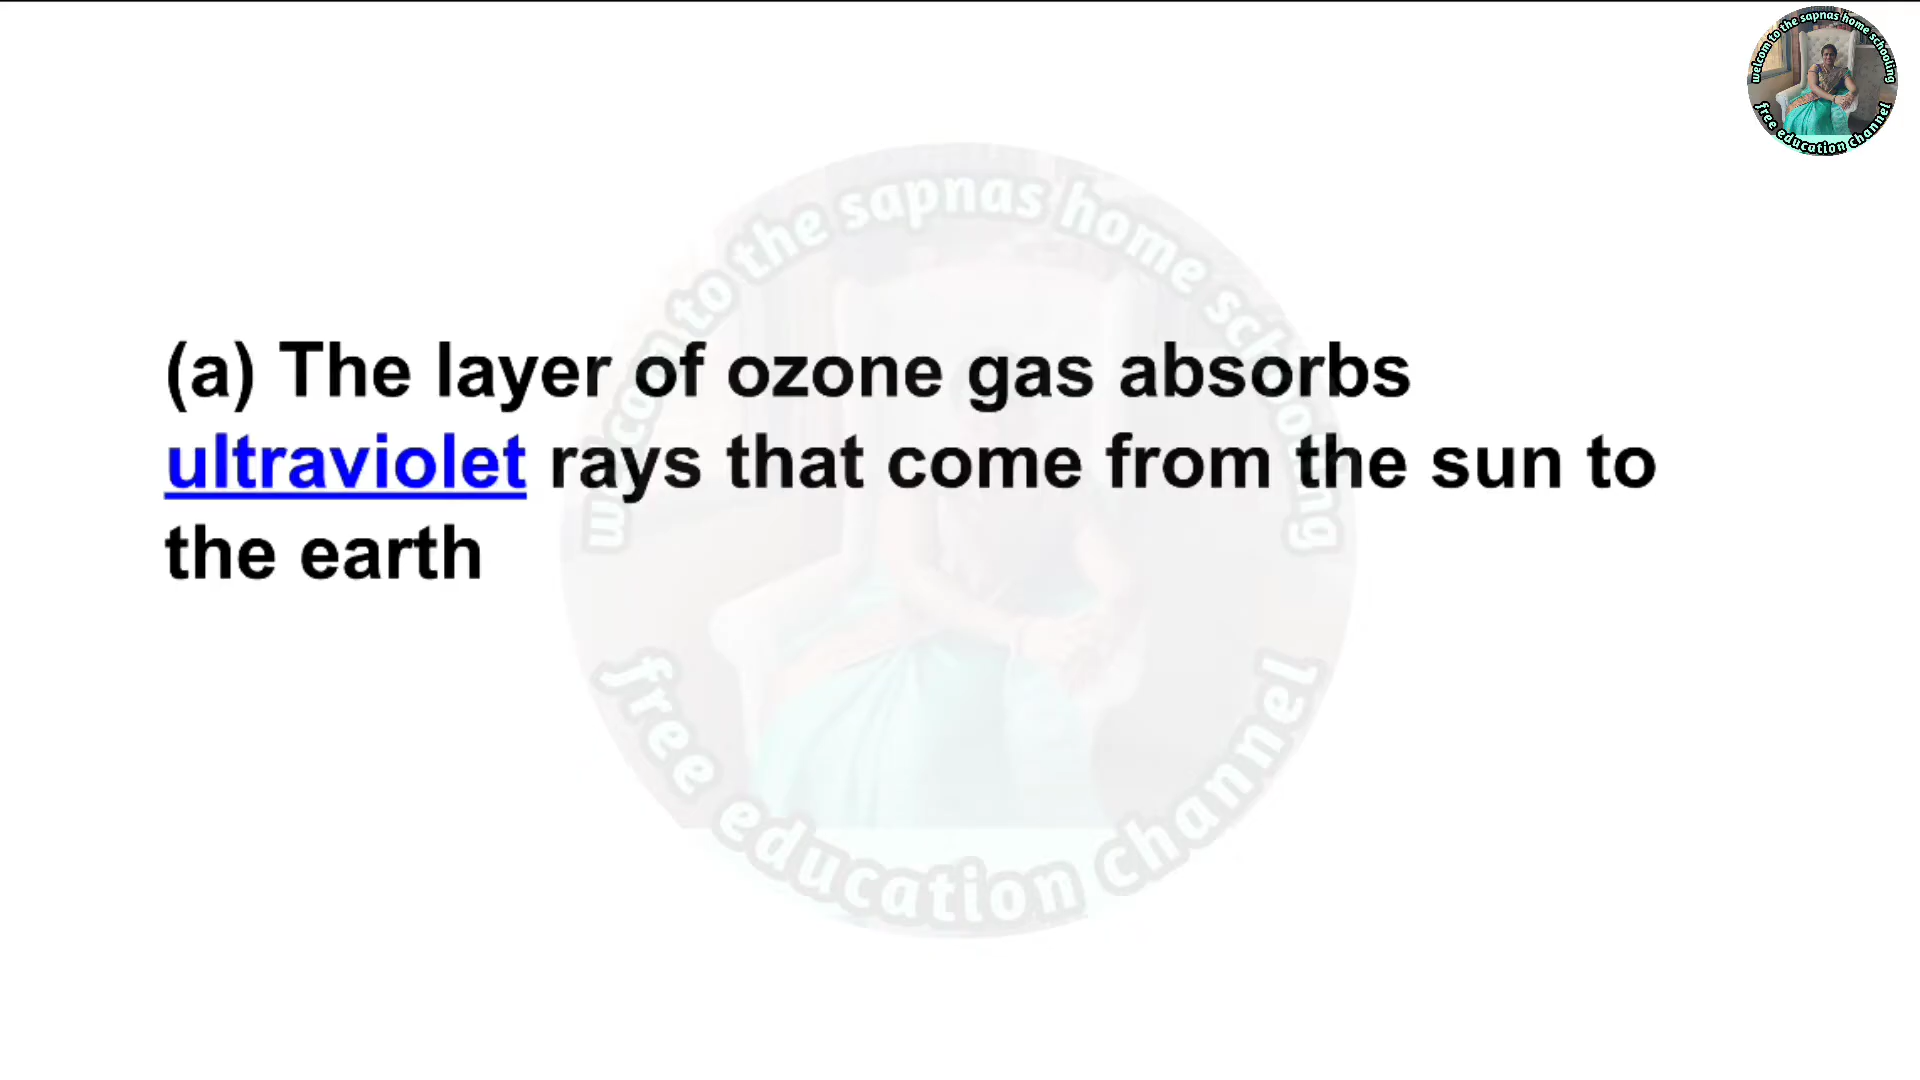 welcom to the sapnas home schooling
free education channel
welcom to the sapnas home schooling
(a) The layer of ozone gas absorbs
ultraviolet rays that come from the sun to
the earth
free education channel